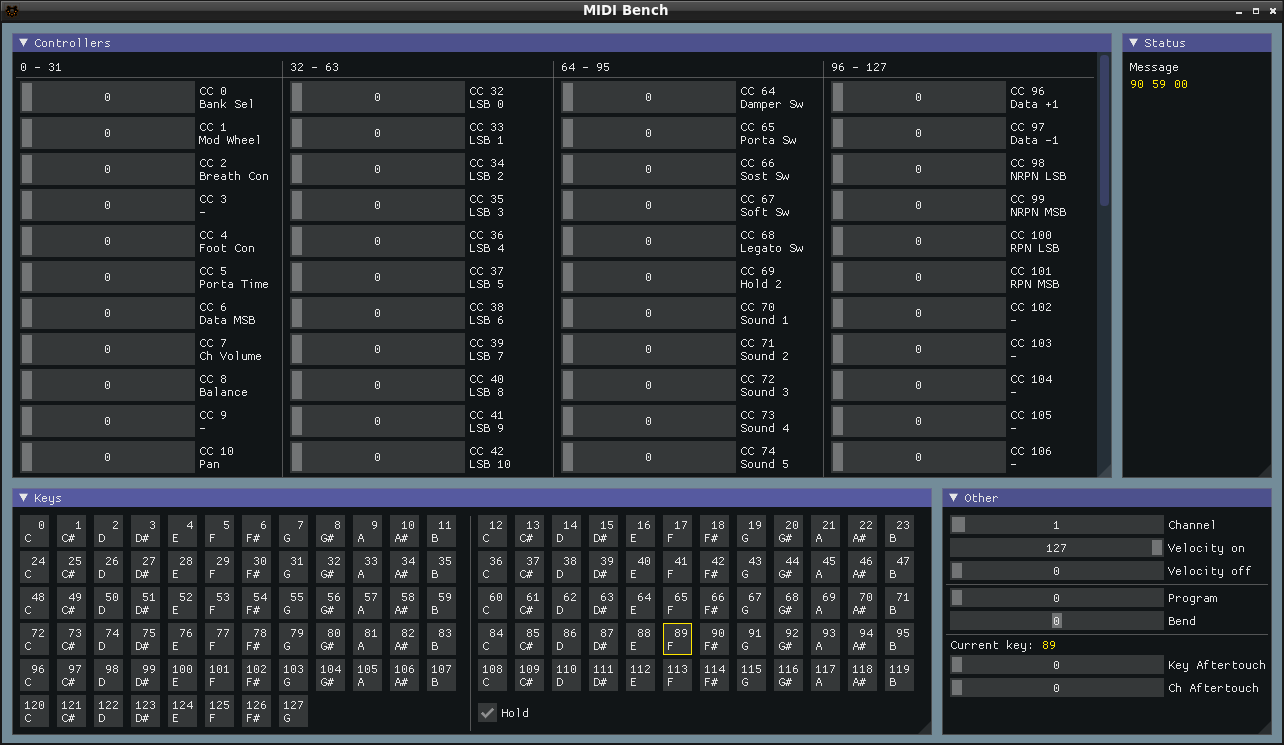 MIDI Bench
Controllers
0 - 31 32 - 63 64 - 95 96 - 127
0 CC 0 0 CC 32 0 CC 64 0 CC 96
Bank Sel LSB 0 Damper Sw Data +1
0 CC 1 0 CC 33 0 CC 65 0 CC 97
Mod Wheel LSB 1 Porta Sw Data -1
0 CC 2 0 CC 34 0 CC 66 0 CC 98
Breath Con LSB 2 Sost Sw NRPN LSB
0 CC 3 0 CC 35 0 CC 67 0 CC 99
- LSB 3 Soft Sw NRPN MSB
0 CC 4 0 CC 36 0 CC 68 0 CC 100
Foot Con LSB 4 Legato Sw RPN LSB
0 CC 5 0 CC 37 0 CC 69 0 CC 101
Porta Time LSB 5 Hold 2 RPN MSB
0 CC 6 0 CC 38 0 CC 70 0 CC 102
Data MSB LSB 6 Sound 1 -
0 CC 7 0 CC 39 0 CC 71 0 CC 103
Ch Volume LSB 7 Sound 2 -
0 CC 8 0 CC 40 0 CC 72 0 CC 104
Balance LSB 8 Sound 3 -
0 CC 9 0 CC 41 0 CC 73 0 CC 105
- LSB 9 Sound 4 -
0 CC 10 0 CC 42 0 CC 74 0 CC 106
Pan LSB 10 Sound 5 -
Status
Message
90 59 00
Keys
0 1 2 3 4 5 6 7 8 9 10 11 12 13 14 15 16 17 18 19 20 21 22 23
C C# D D# E F F# G G# A A# B C C# D D# E F F# G G# A A# B
24 25 26 27 28 29 30 31 32 33 34 35 36 37 38 39 40 41 42 43 44 45 46 47
C C# D D# E F F# G G# A A# B C C# D D# E F F# G G# A A# B
48 49 50 51 52 53 54 55 56 57 58 59 60 61 62 63 64 65 66 67 68 69 70 71
C C# D D# E F F# G G# A A# B C C# D D# E F F# G G# A A# B
72 73 74 75 76 77 78 79 80 81 82 83 84 85 86 87 88 89 90 91 92 93 94 95
C C# D D# E F F# G G# A A# B C C# D D# E F F# G G# A A# B
96 97 98 99 100 101 102 103 104 105 106 107 108 109 110 111 112 113 114 115 116 117 118 119
C C# D D# E F F# G G# A A# B C C# D D# E F F# G G# A A# B
120 121 122 123 124 125 126 127
C C# D D# E F F# G
Hold
Other
1 Channel
127 Velocity on
0 Velocity off
0 Program
0 Bend
Current key: 89
0 Key Aftertouch
0 Ch Aftertouch